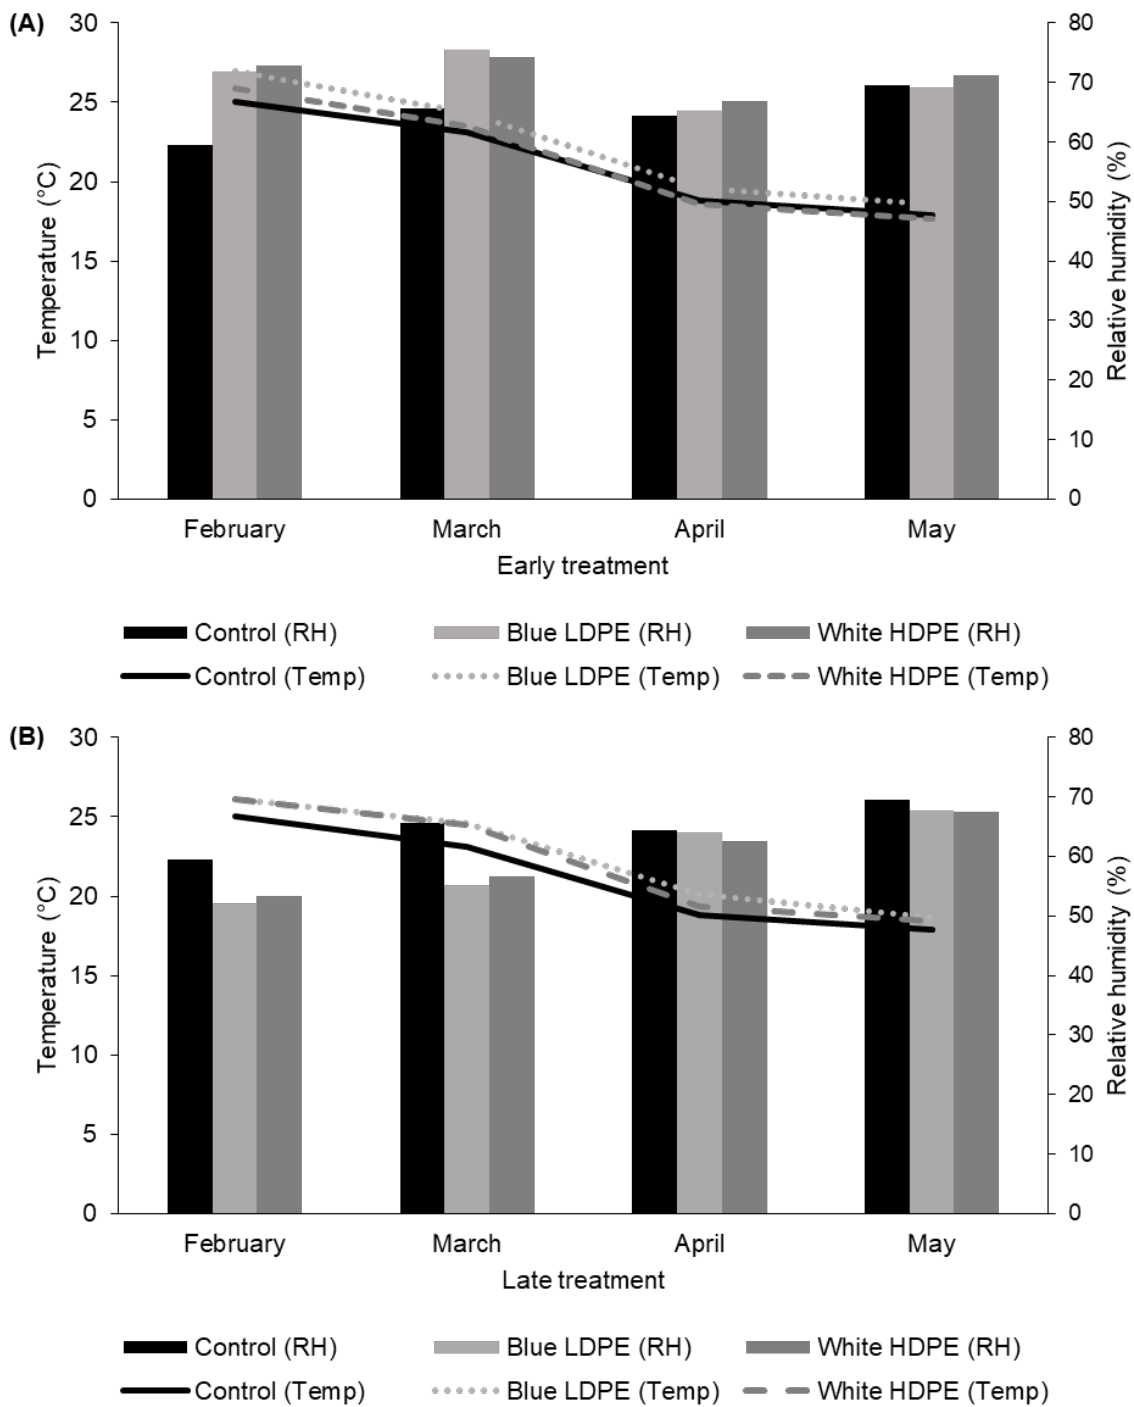 (A)
30
25
20
15
10
5
0
Temperature (°C)
80
70
60
50
40
30
20
10
0
Relative humidity (%)
February March April May
Early treatment
Control (RH) Blue LDPE (RH) White HDPE (RH)
Control (Temp) Blue LDPE (Temp) White HDPE (Temp)
(B)
30
25
20
15
10
5
0
Temperature (°C)
80
70
60
50
40
30
20
10
0
Relative humidity (%)
February March April May
Late treatment
Control (RH) Blue LDPE (RH) White HDPE (RH)
Control (Temp) Blue LDPE (Temp) White HDPE (Temp)